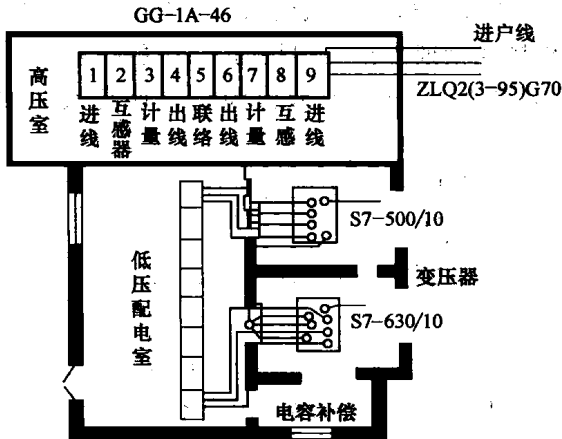 GG-1A-46
进户线
ZLQ2(3-95)G70
高压室
1 2 3 4 5 6 7 8 9
进线 互感器 计量 出线 联络 出线 计量 互感 进线
S7-500/10
低压配电室
变压器
S7-630/10
电容补偿